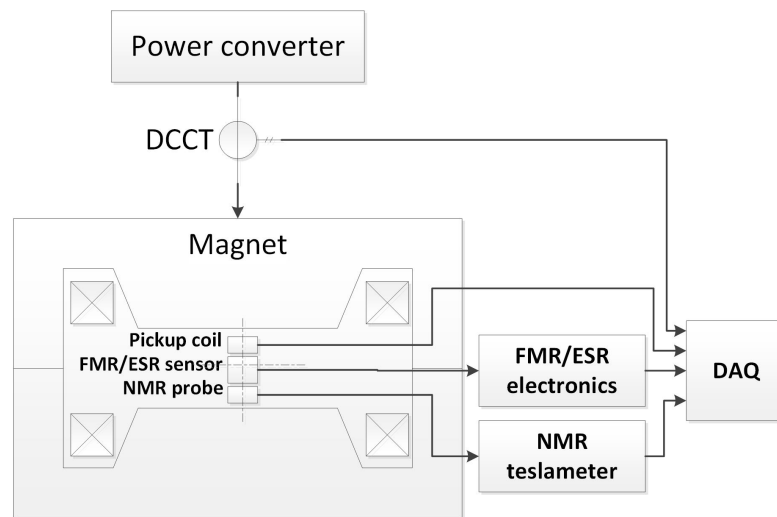 Power converter
DCCT
Magnet
Pickup coil
FMR/ESR sensor
NMR probe
FMR/ESR
electronics
NMR
teslameter
DAQ